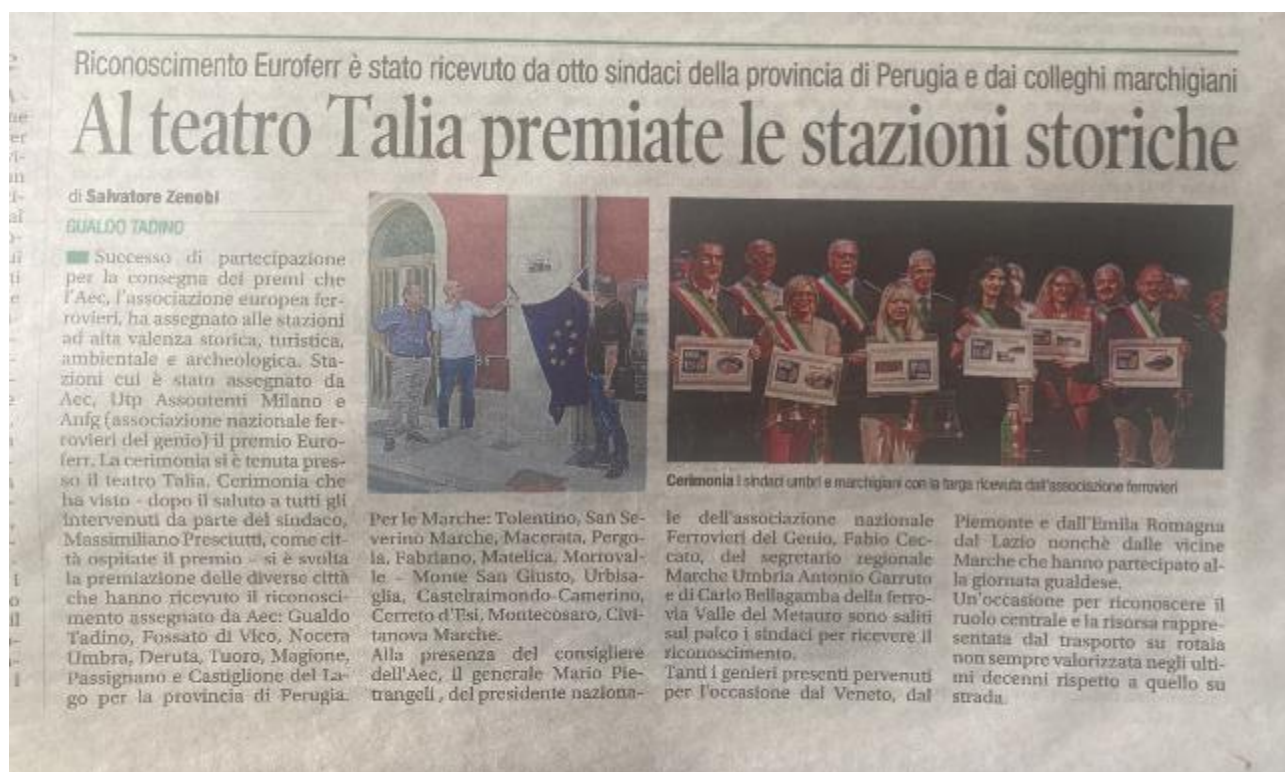 Riconoscimento Euroferr è stato ricevuto da otto sindaci della provincia di Perugia e dai colleghi marchigiani
Al teatro Talia premiate le stazioni storiche
di Salvatore Zenobi
GUALDO TADINO
Successo di partecipazione
per la consegna dei premi che
l'Aec, l'associazione europea fer-
rovieri, ha assegnato alle stazioni
ad alta valenza storica, turistica,
ambientale e archeologica. Sta-
zioni cui è stato assegnato da
Aec, Utp Assoutenti Milano e
Anfg (associazione nazionale fer-
rovieri del genio) il premio Euro-
ferr. La cerimonia si è tenuta pres-
so il teatro Talia. Cerimonia che
ha visto - dopo il saluto a tutti gli
intervenuti da parte del sindaco,
Massimiliano Presciutti, come cit-
tà ospitate il premio - si è svolta
la premiazione delle diverse città
che hanno ricevuto il riconosci-
mento assegnato da Aec: Gualdo
Tadino, Fossato di Vico, Nocera
Umbra, Deruta, Tuoro, Magione,
Passignano e Castiglione del La-
go per la provincia di Perugia.
Per le Marche: Tolentino, San Se-
verino Marche, Macerata, Pergo-
la, Fabriano, Matelica, Morroval-
le - Monte San Giusto, Urbisa-
glia, Castelraimondo-Camerino,
Cerreto d'Esi, Montecosaro, Civi-
tanova Marche.
Alla presenza del consigliere
dell'Aec, il generale Mario Pie-
trangeli, del presidente naziona-
Cerimonia I sindaci umbri e marchigiani con la targa ricevuta dall'associazione ferrovieri
le dell'associazione nazionale
Ferrovieri del Genio, Fabio Cec-
cato, del segretario regionale
Marche Umbria Antonio Garruto
e di Carlo Bellagamba della ferro-
via Valle del Metauro sono saliti
sul palco i sindaci per ricevere il
riconoscimento.
Tanti i genieri presenti pervenuti
per l'occasione dal Veneto, dal
Piemonte e dall'Emila Romagna
dal Lazio nonchè dalle vicine
Marche che hanno partecipato al-
la giornata gualdese.
Un'occasione per riconoscere il
ruolo centrale e la risorsa rappre-
sentata dal trasporto su rotaia
non sempre valorizzata negli ulti-
mi decenni rispetto a quello su
strada.